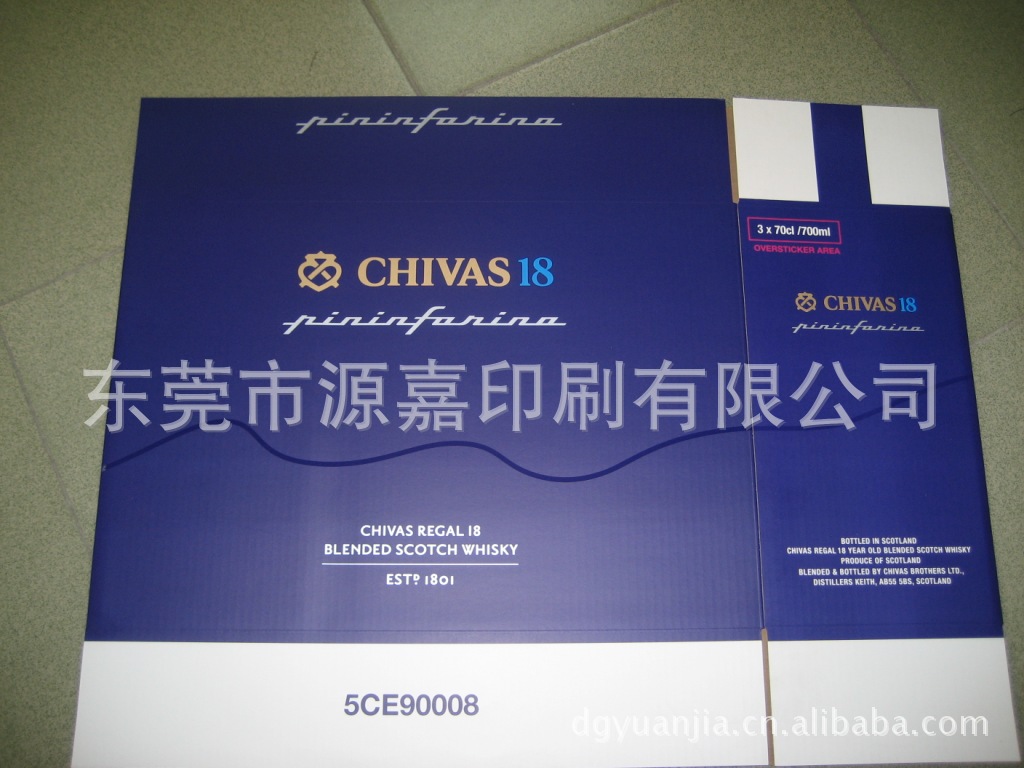 pininfarina
CHIVAS 18
pininfarina
东莞市源嘉印刷有限公司
CHIVAS REGAL 18
BLENDED SCOTCH WHISKY
ESTD 1801
5CE90008
3 x 70cl /700ml
OVERSTICKER AREA
CHIVAS 18
pininfarina
BOTTLED IN SCOTLAND
CHIVAS REGAL 18 YEAR OLD BLENDED SCOTCH WHISKY
PRODUCE OF SCOTLAND
BLENDED & BOTTLED BY CHIVAS BROTHERS LTD.,
DISTILLERS KEITH, AB55 5BS, SCOTLAND
dgyuanjia.cn.alibaba.com